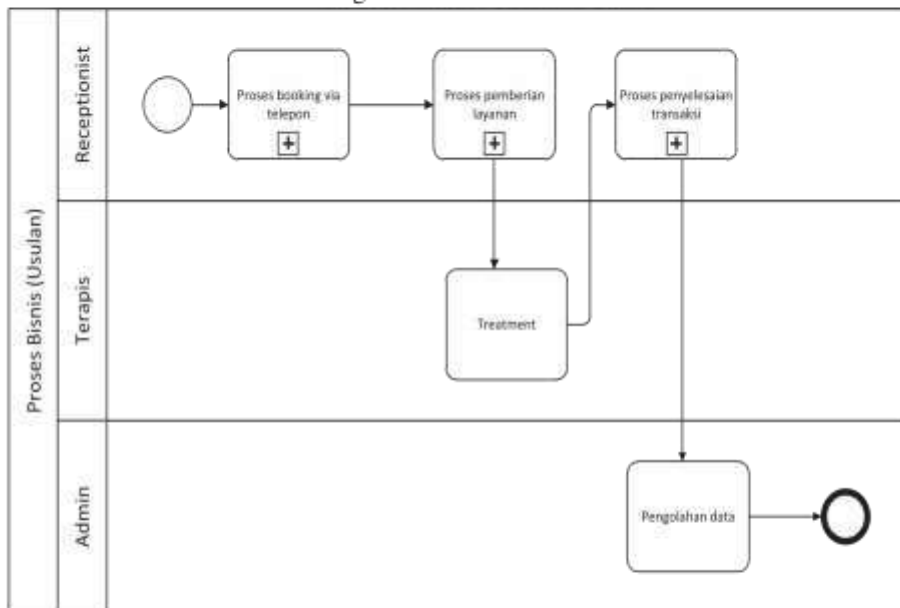 Proses Bisnis (Usulan)
Receptionist
Proses booking via
telepon
Proses pemberian
layanan
Proses penyelesaian
transaksi
Terapis
Treatment
Admin
Pengolahan data